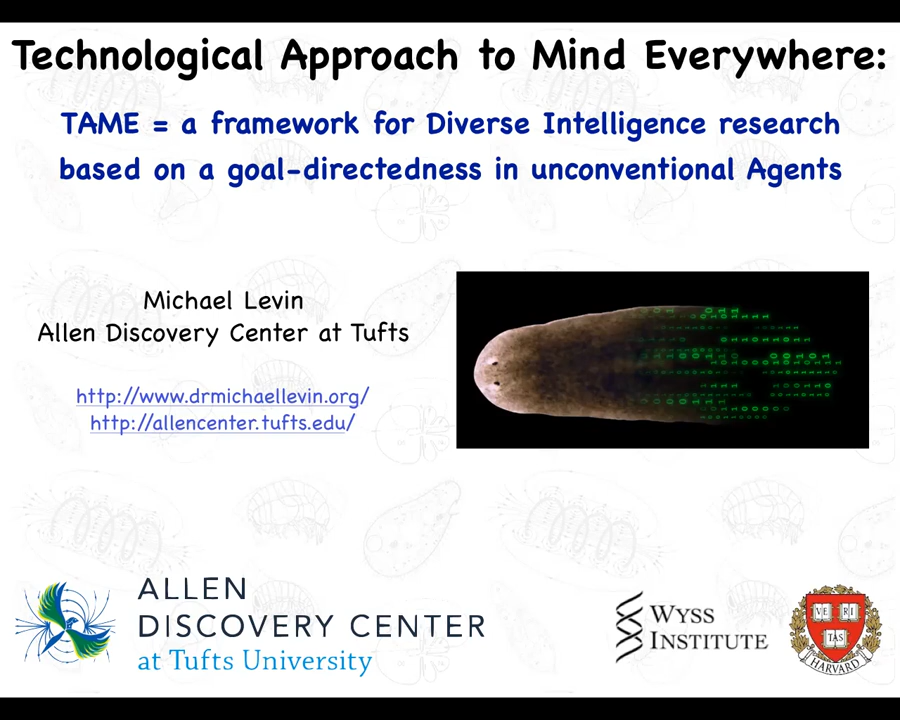 Technological Approach to Mind Everywhere:
TAME = a framework for Diverse Intelligence research
based on a goal-directedness in unconventional Agents
Michael Levin
Allen Discovery Center at Tufts
http://www.drmichaellevin.org/
http://allencenter.tufts.edu/
ALLEN
DISCOVERY CENTER
at Tufts University
WYSS
INSTITUTE
VE RI
TAS
HARVARD